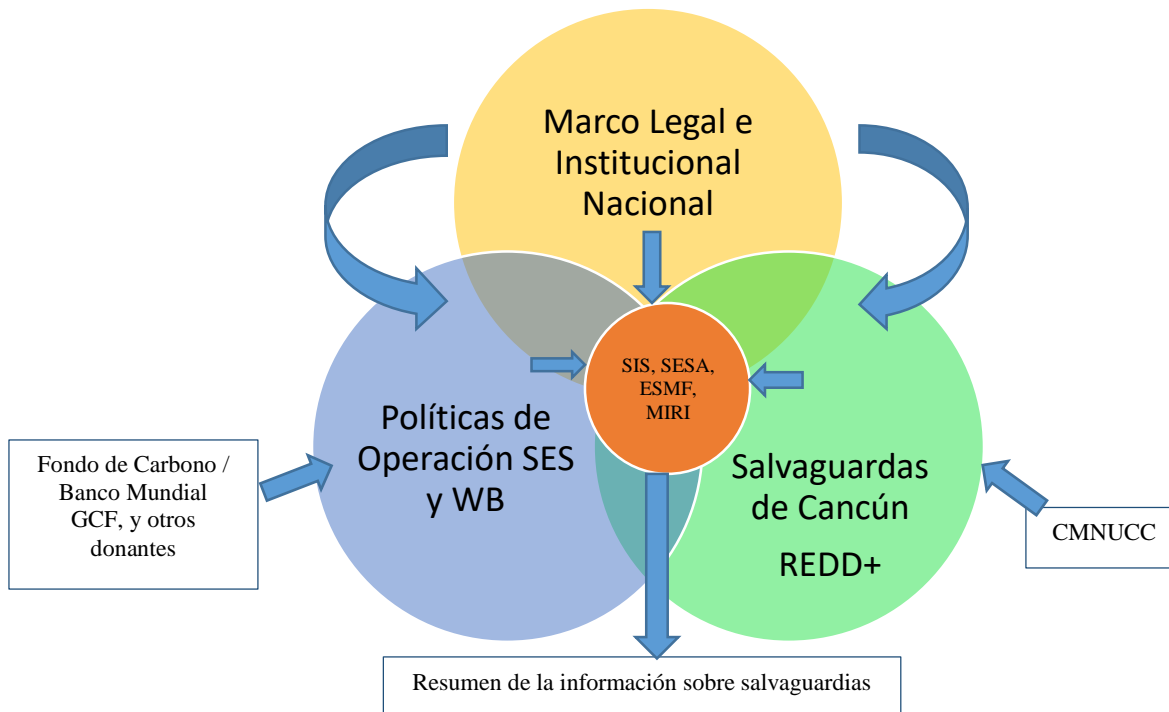 Marco Legal e
Institucional
Nacional
SIS, SESA,
ESMF,
MIRI
Políticas de
Operación SES
y WB
Salvaguardas
de Cancún
REDD+
Fondo de Carbono /
Banco Mundial
GCF, y otros
donantes
CMNUCC
Resumen de la información sobre salvaguardias